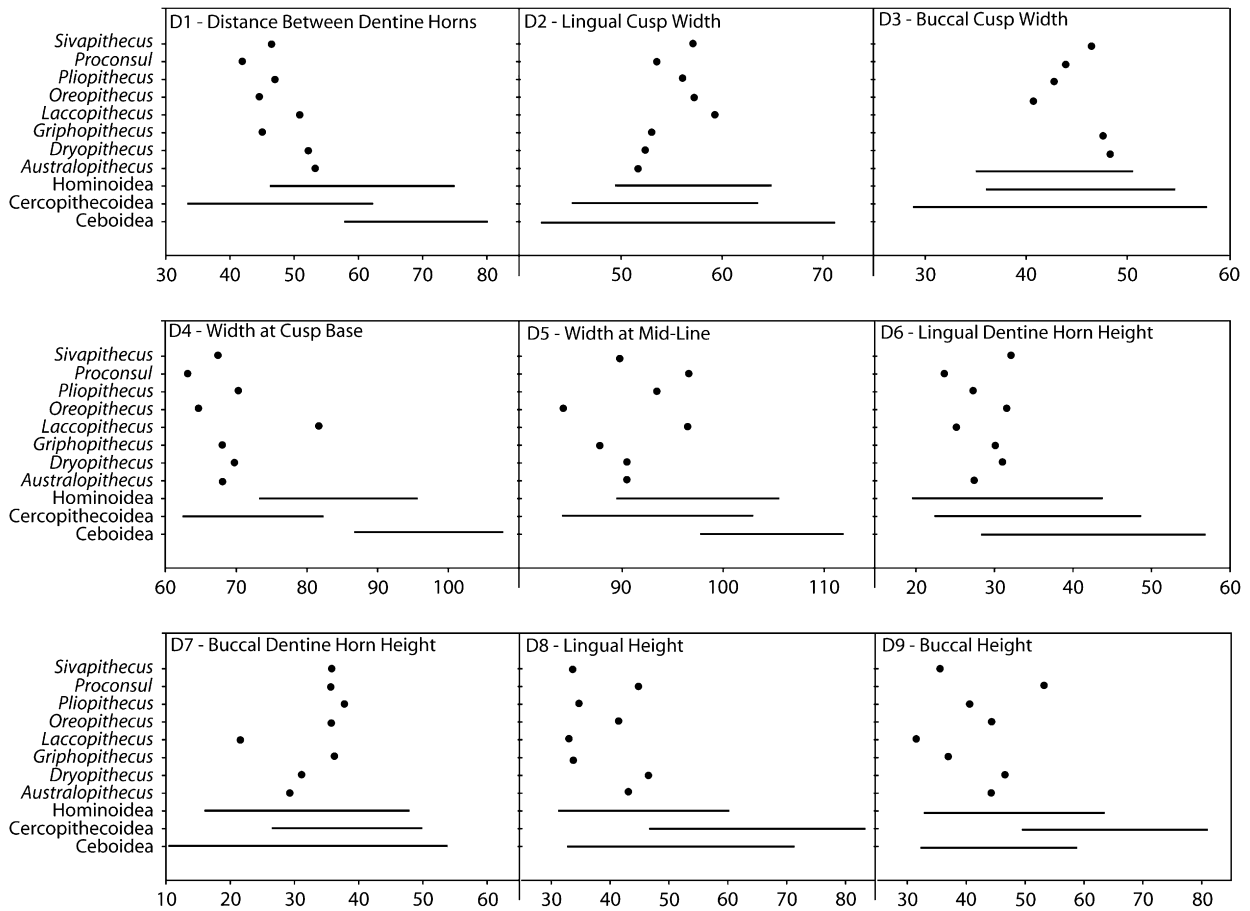 D1 - Distance Between Dentine Horns
D2 - Lingual Cusp Width
D3 - Buccal Cusp Width
Sivapithecus
Proconsul
Pliopithecus
Oreopithecus
Laccopithecus
Griphopithecus
Dryopithecus
Australopithecus
Hominoidea
Cercopithecoidea
Ceboidea
30 40 50 60 70 80
50 60 70
30 40 50 60
D4 - Width at Cusp Base
D5 - Width at Mid-Line
D6 - Lingual Dentine Horn Height
Sivapithecus
Proconsul
Pliopithecus
Oreopithecus
Laccopithecus
Griphopithecus
Dryopithecus
Australopithecus
Hominoidea
Cercopithecoidea
Ceboidea
60 70 80 90 100
90 100 110
20 30 40 50 60
D7 - Buccal Dentine Horn Height
D8 - Lingual Height
D9 - Buccal Height
Sivapithecus
Proconsul
Pliopithecus
Oreopithecus
Laccopithecus
Griphopithecus
Dryopithecus
Australopithecus
Hominoidea
Cercopithecoidea
Ceboidea
10 20 30 40 50 60
30 40 50 60 70 80
30 40 50 60 70 80